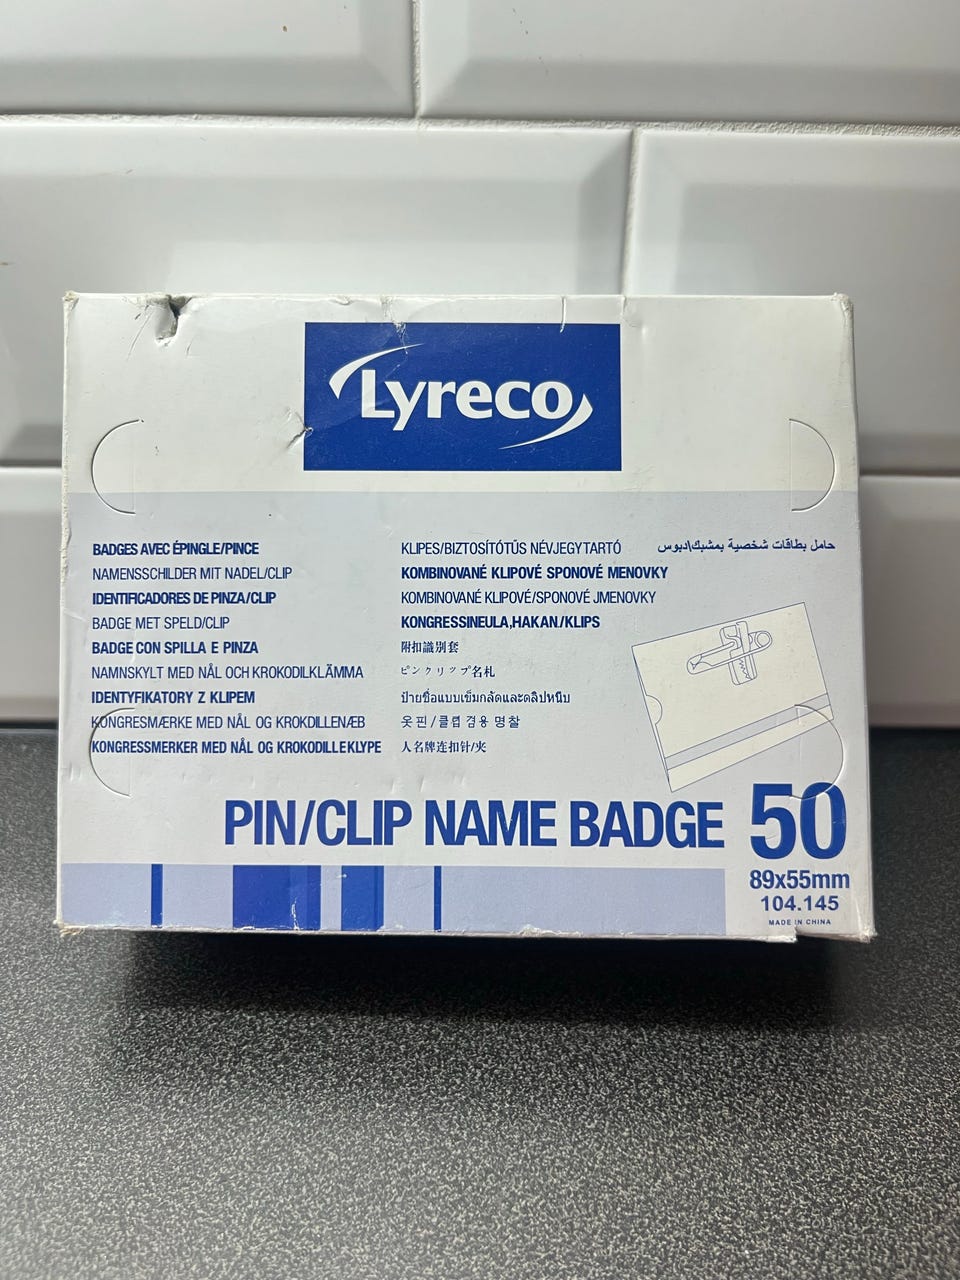 Lyreco
BADGES AVEC ÉPINGLE/PINCE
NAMENSSCHILDER MIT NADEL/CLIP
IDENTIFICADORES DE PINZA/CLIP
BADGE MET SPELD/CLIP
BADGE CON SPILLA E PINZA
NAMNSKYLT MED NÅL OCH KROKODILKLÄMMA
IDENTYFIKATORY Z KLIPEM
KONGRESMÆRKE MED NÅL OG KROKDILLENÆB
KONGRESSMERKER MED NÅL OG KROKODILLEKLYPE
KLIPES/BIZTOSÍTÓTŰS NÉVJEGYTARTÓ
KOMBINOVANÉ KLIPOVÉ SPONOVÉ MENOVKY
KOMBINOVANÉ KLIPOVÉ/SPONOVÉ JMENOVKY
KONGRESSINEULA,HAKAN/KLIPS
附扣識別套
ピンクリップ名札
ป้ายชื่อแบบเข็มกลัดและคลิปหนีบ
옷핀/클립 겸용 명찰
人名牌连扣针/夹
حامل بطاقات شخصية بمشبك\دبوس
PIN/CLIP NAME BADGE 50
89x55mm
104.145
MADE IN CHINA